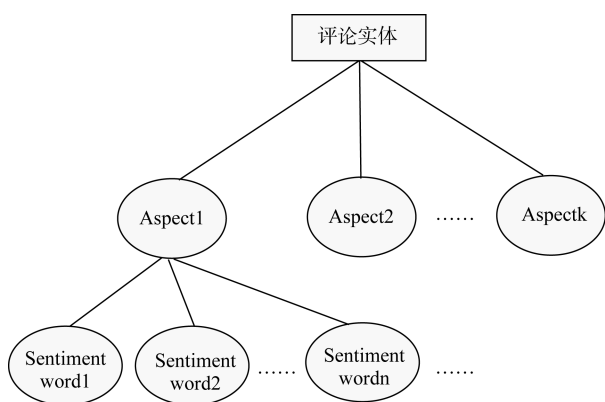 评论实体
Aspect1
Aspect2
……
Aspectk
Sentiment
word1
Sentiment
word2
……
Sentiment
wordn
……